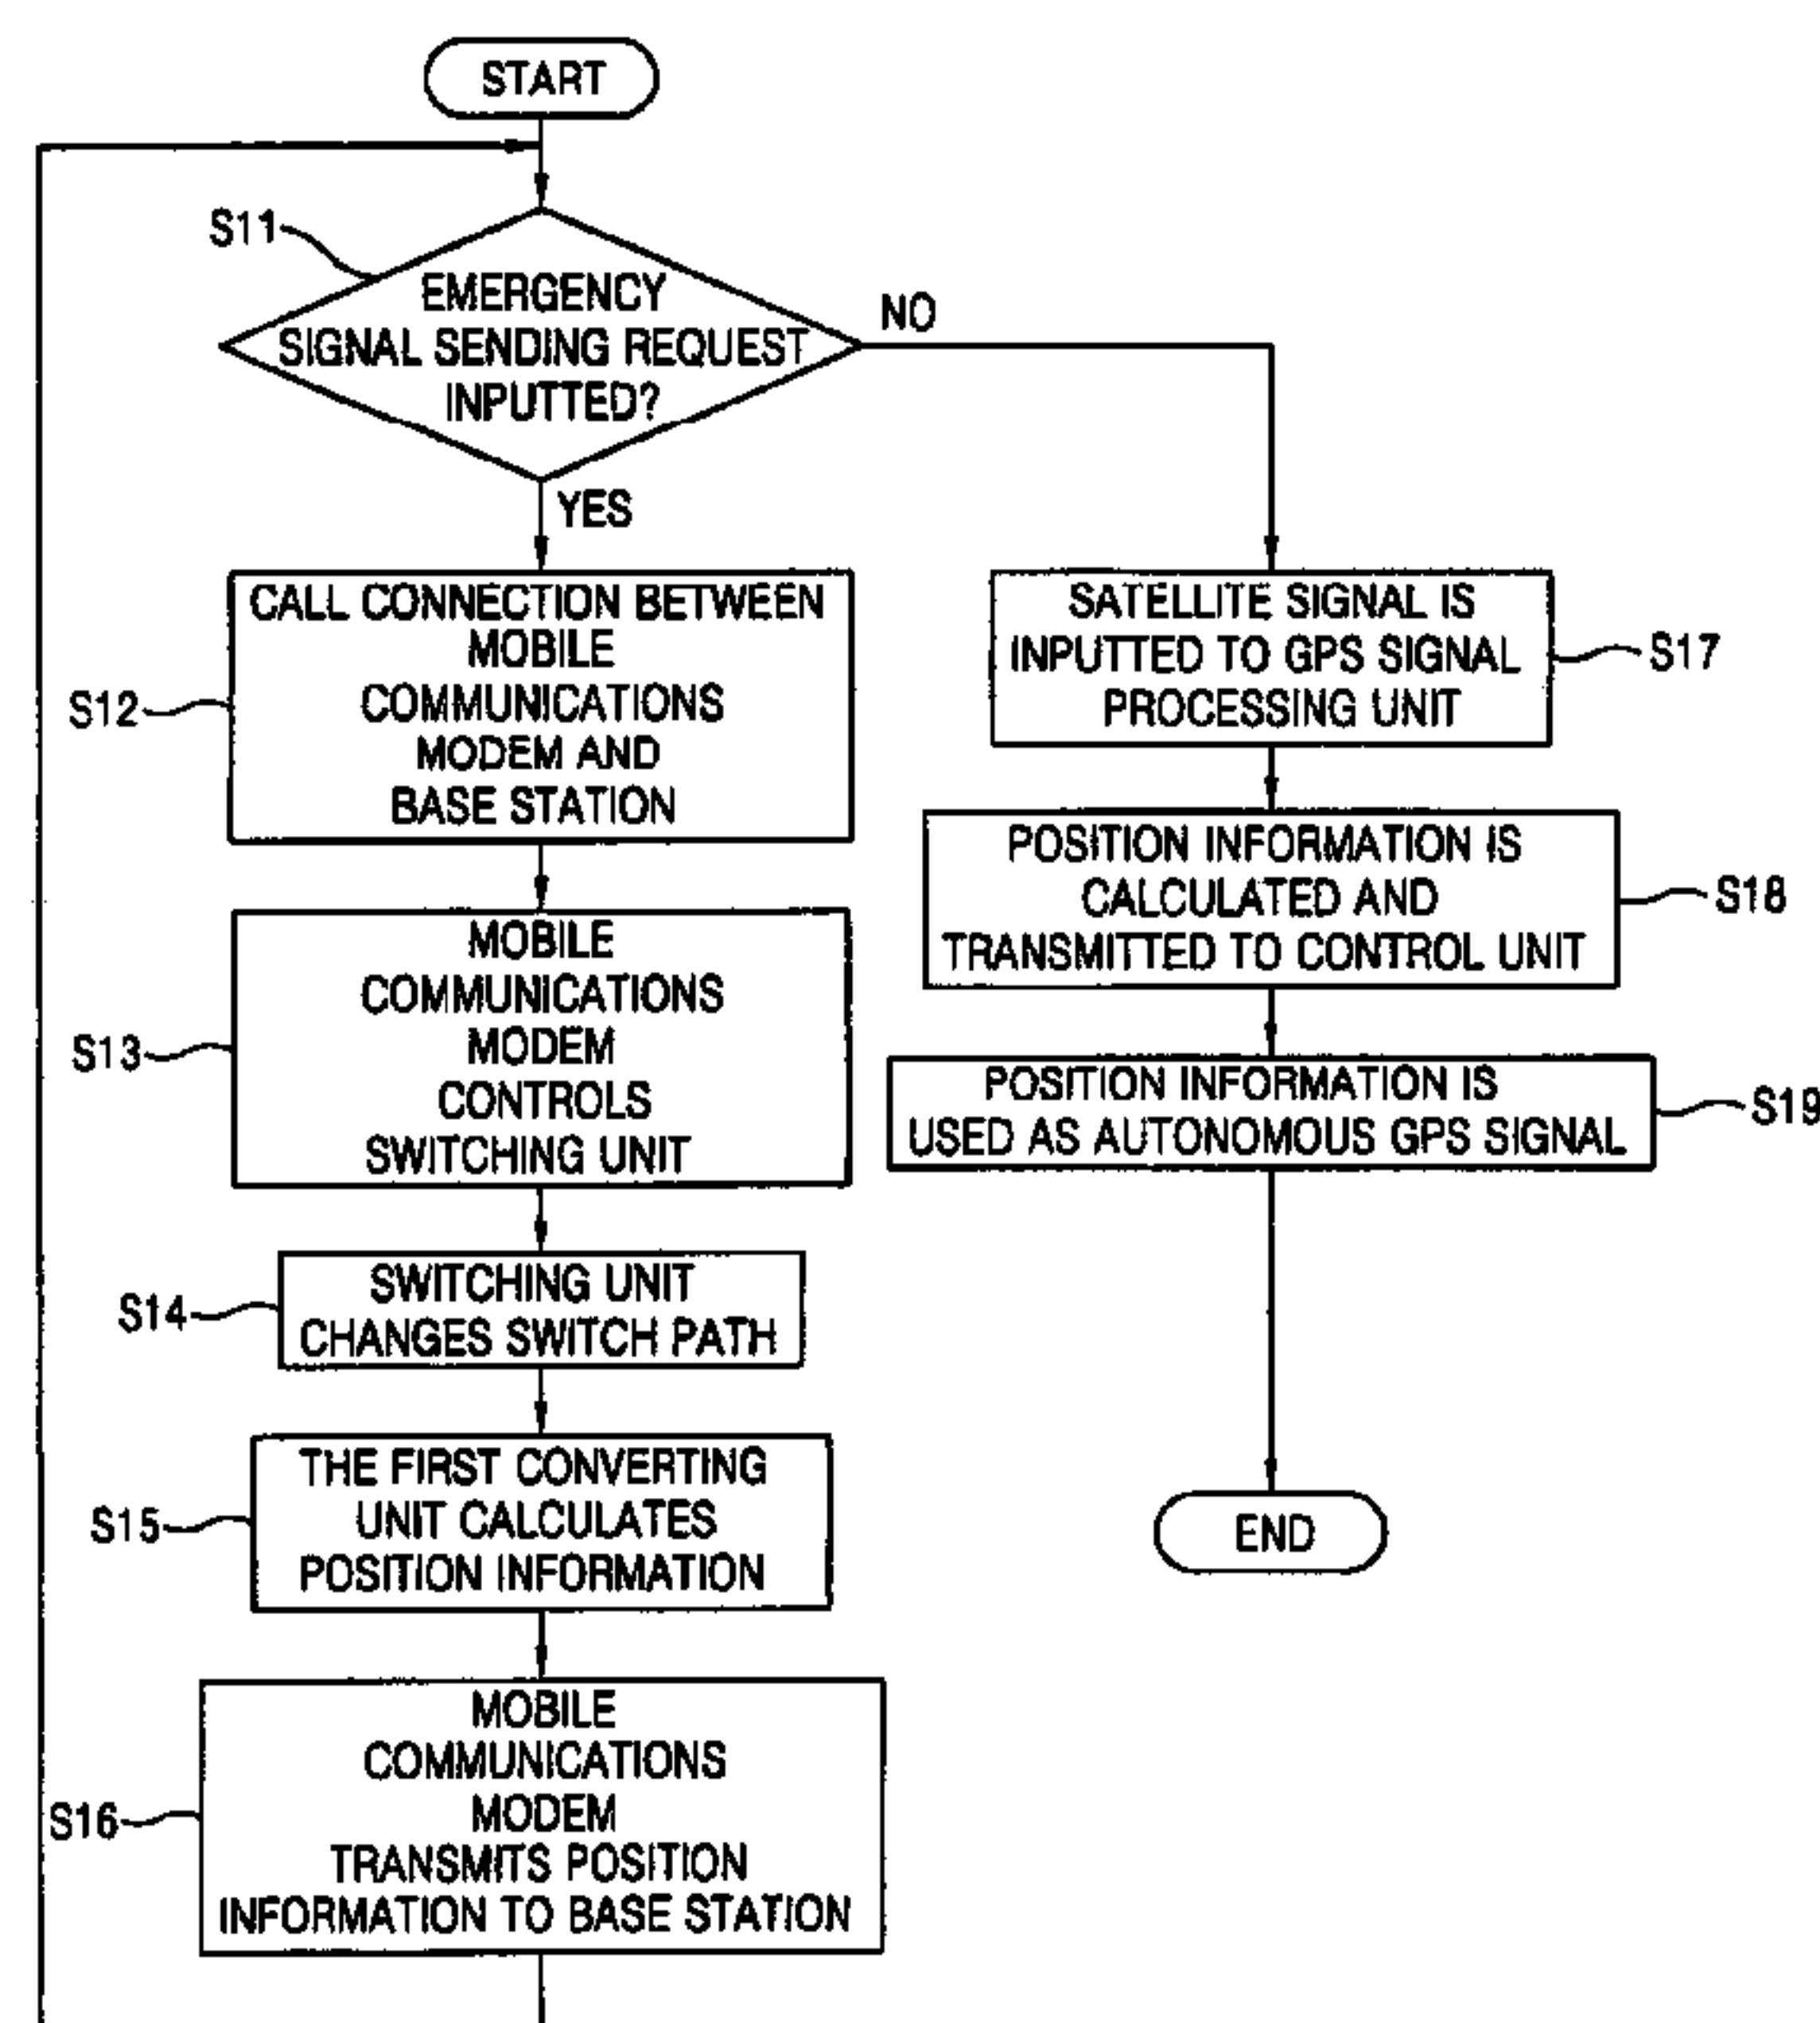 START
S11
EMERGENCY
SIGNAL SENDING REQUEST
INPUTTED?
NO
YES
S12
CALL CONNECTION BETWEEN
MOBILE
COMMUNICATIONS
MODEM AND
BASE STATION
S13
MOBILE
COMMUNICATIONS
MODEM
CONTROLS
SWITCHING UNIT
S14
SWITCHING UNIT
CHANGES SWITCH PATH
S15
THE FIRST CONVERTING
UNIT CALCULATES
POSITION INFORMATION
S16
MOBILE
COMMUNICATIONS
MODEM
TRANSMITS POSITION
INFORMATION TO BASE STATION
SATELLITE SIGNAL IS
INPUTTED TO GPS SIGNAL
PROCESSING UNIT
S17
POSITION INFORMATION IS
CALCULATED AND
TRANSMITTED TO CONTROL UNIT
S18
POSITION INFORMATION IS
USED AS AUTONOMOUS GPS SIGNAL
S19
END